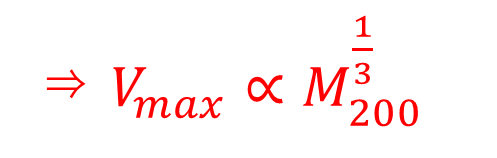 ⇒ V_max ∝ M_200^(1/3)